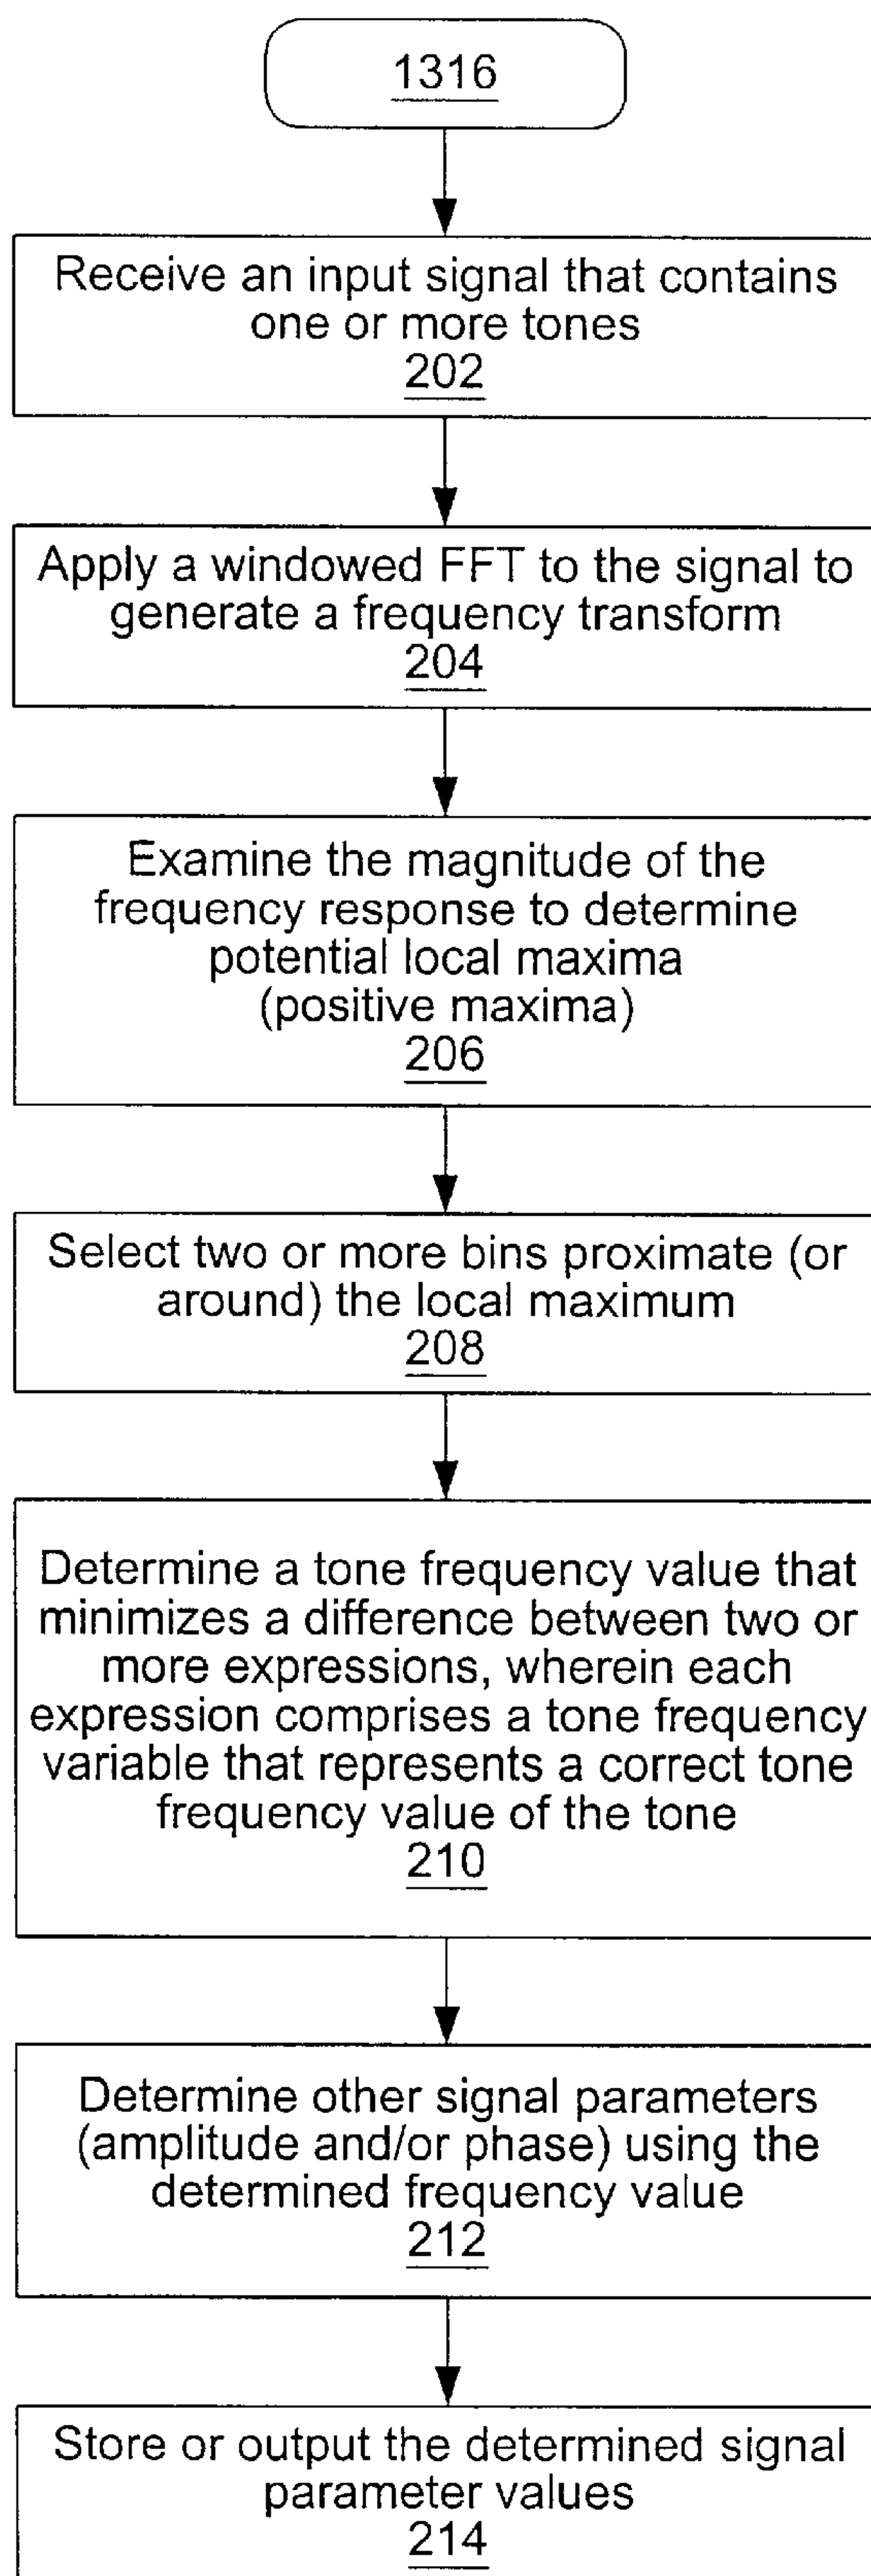 1316
Receive an input signal that contains
one or more tones
202
Apply a windowed FFT to the signal to
generate a frequency transform
204
Examine the magnitude of the
frequency response to determine
potential local maxima
(positive maxima)
206
Select two or more bins proximate (or
around) the local maximum
208
Determine a tone frequency value that
minimizes a difference between two or
more expressions, wherein each
expression comprises a tone frequency
variable that represents a correct tone
frequency value of the tone
210
Determine other signal parameters
(amplitude and/or phase) using the
determined frequency value
212
Store or output the determined signal
parameter values
214